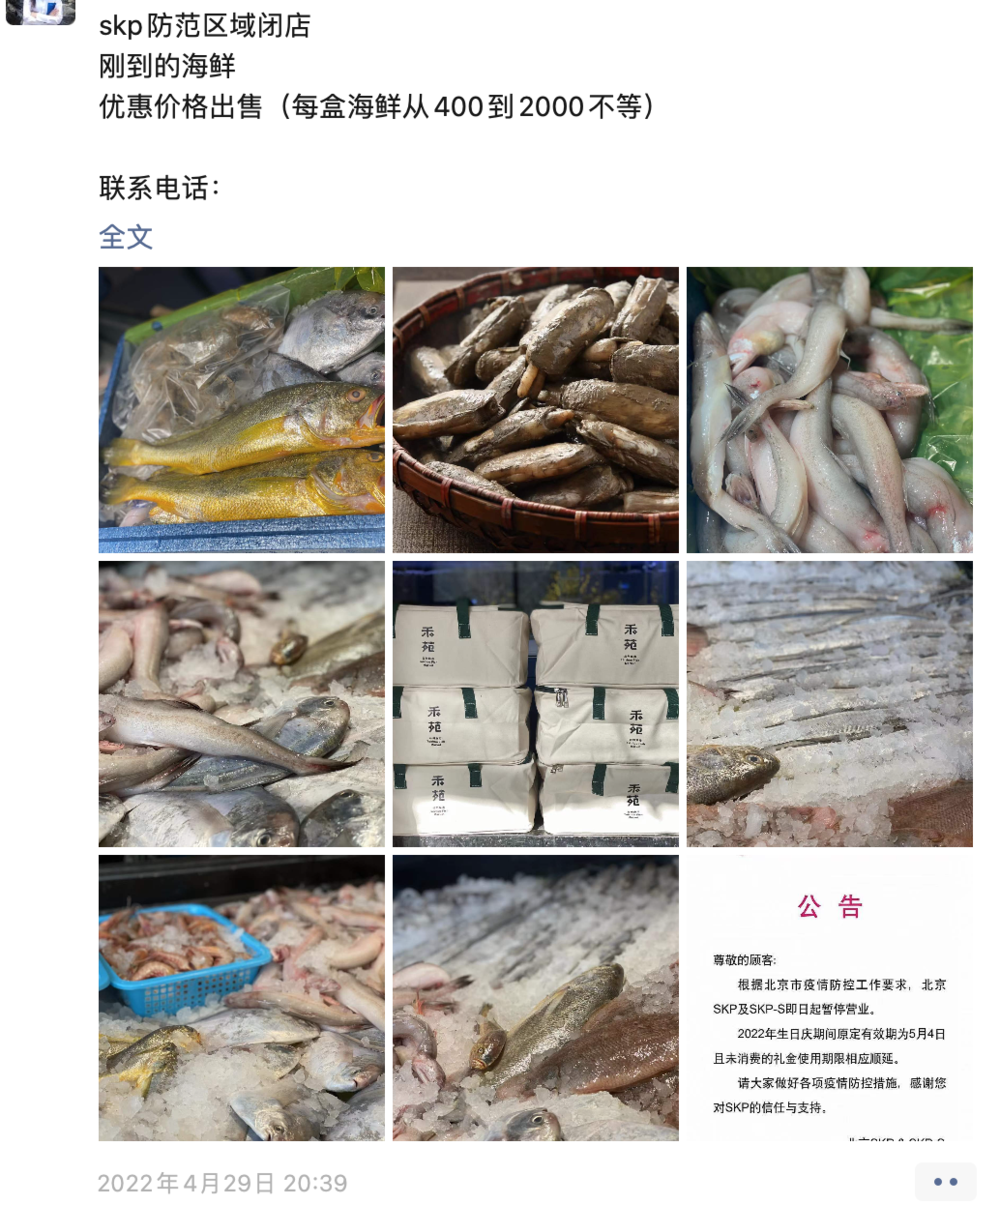 skp防范区域闭店
刚到的海鲜
优惠价格出售（每盒海鲜从400到2000不等）
联系电话：
全文
禾苑
禾苑
禾苑
禾苑
禾苑
禾苑
公 告
尊敬的顾客:
根据北京市疫情防控工作要求，北京
SKP及SKP-S即日起暂停营业。
2022年生日庆期间原定有效期为5月4日
且未消费的礼金使用期限相应顺延。
请大家做好各项疫情防控措施，感谢您
对SKP的信任与支持。
2022年4月29日 20:39